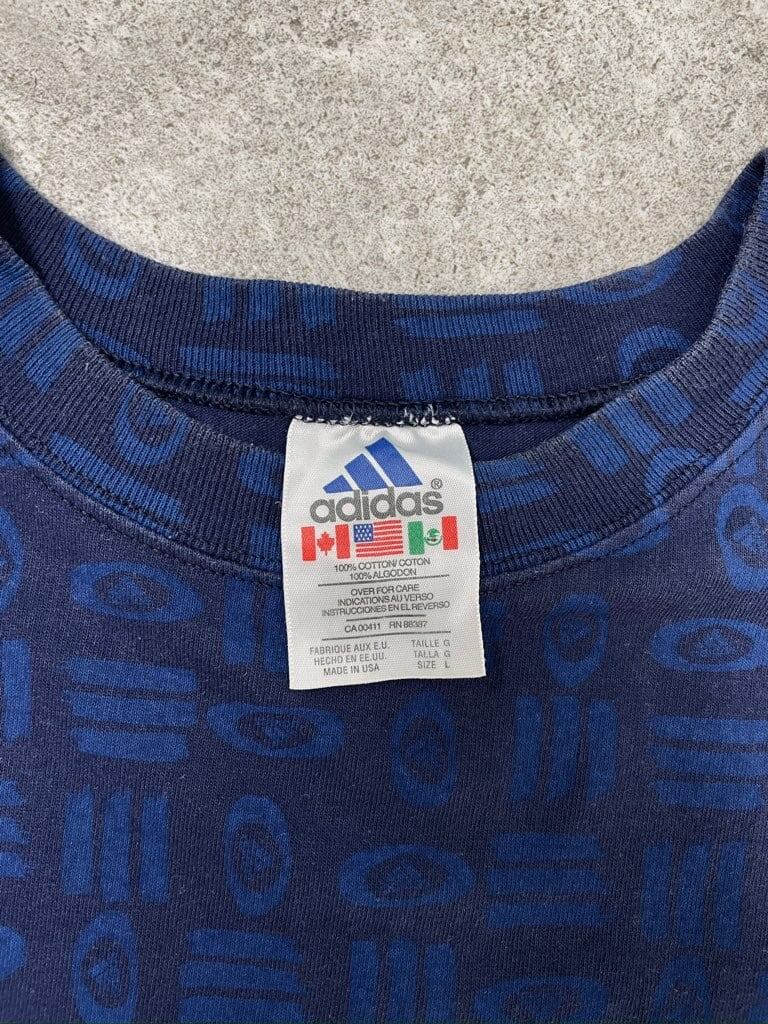 adidas®
100% COTTON/ COTON
100% ALGODON
OVER FOR CARE
INDICATIONS AU VERSO
INSTRUCCIONES EN EL REVERSO
CA 00411 RN 88387
FABRIQUE AUX E.U. TAILLE G
HECHO EN EE.UU. TALLA G
MADE IN USA SIZE L